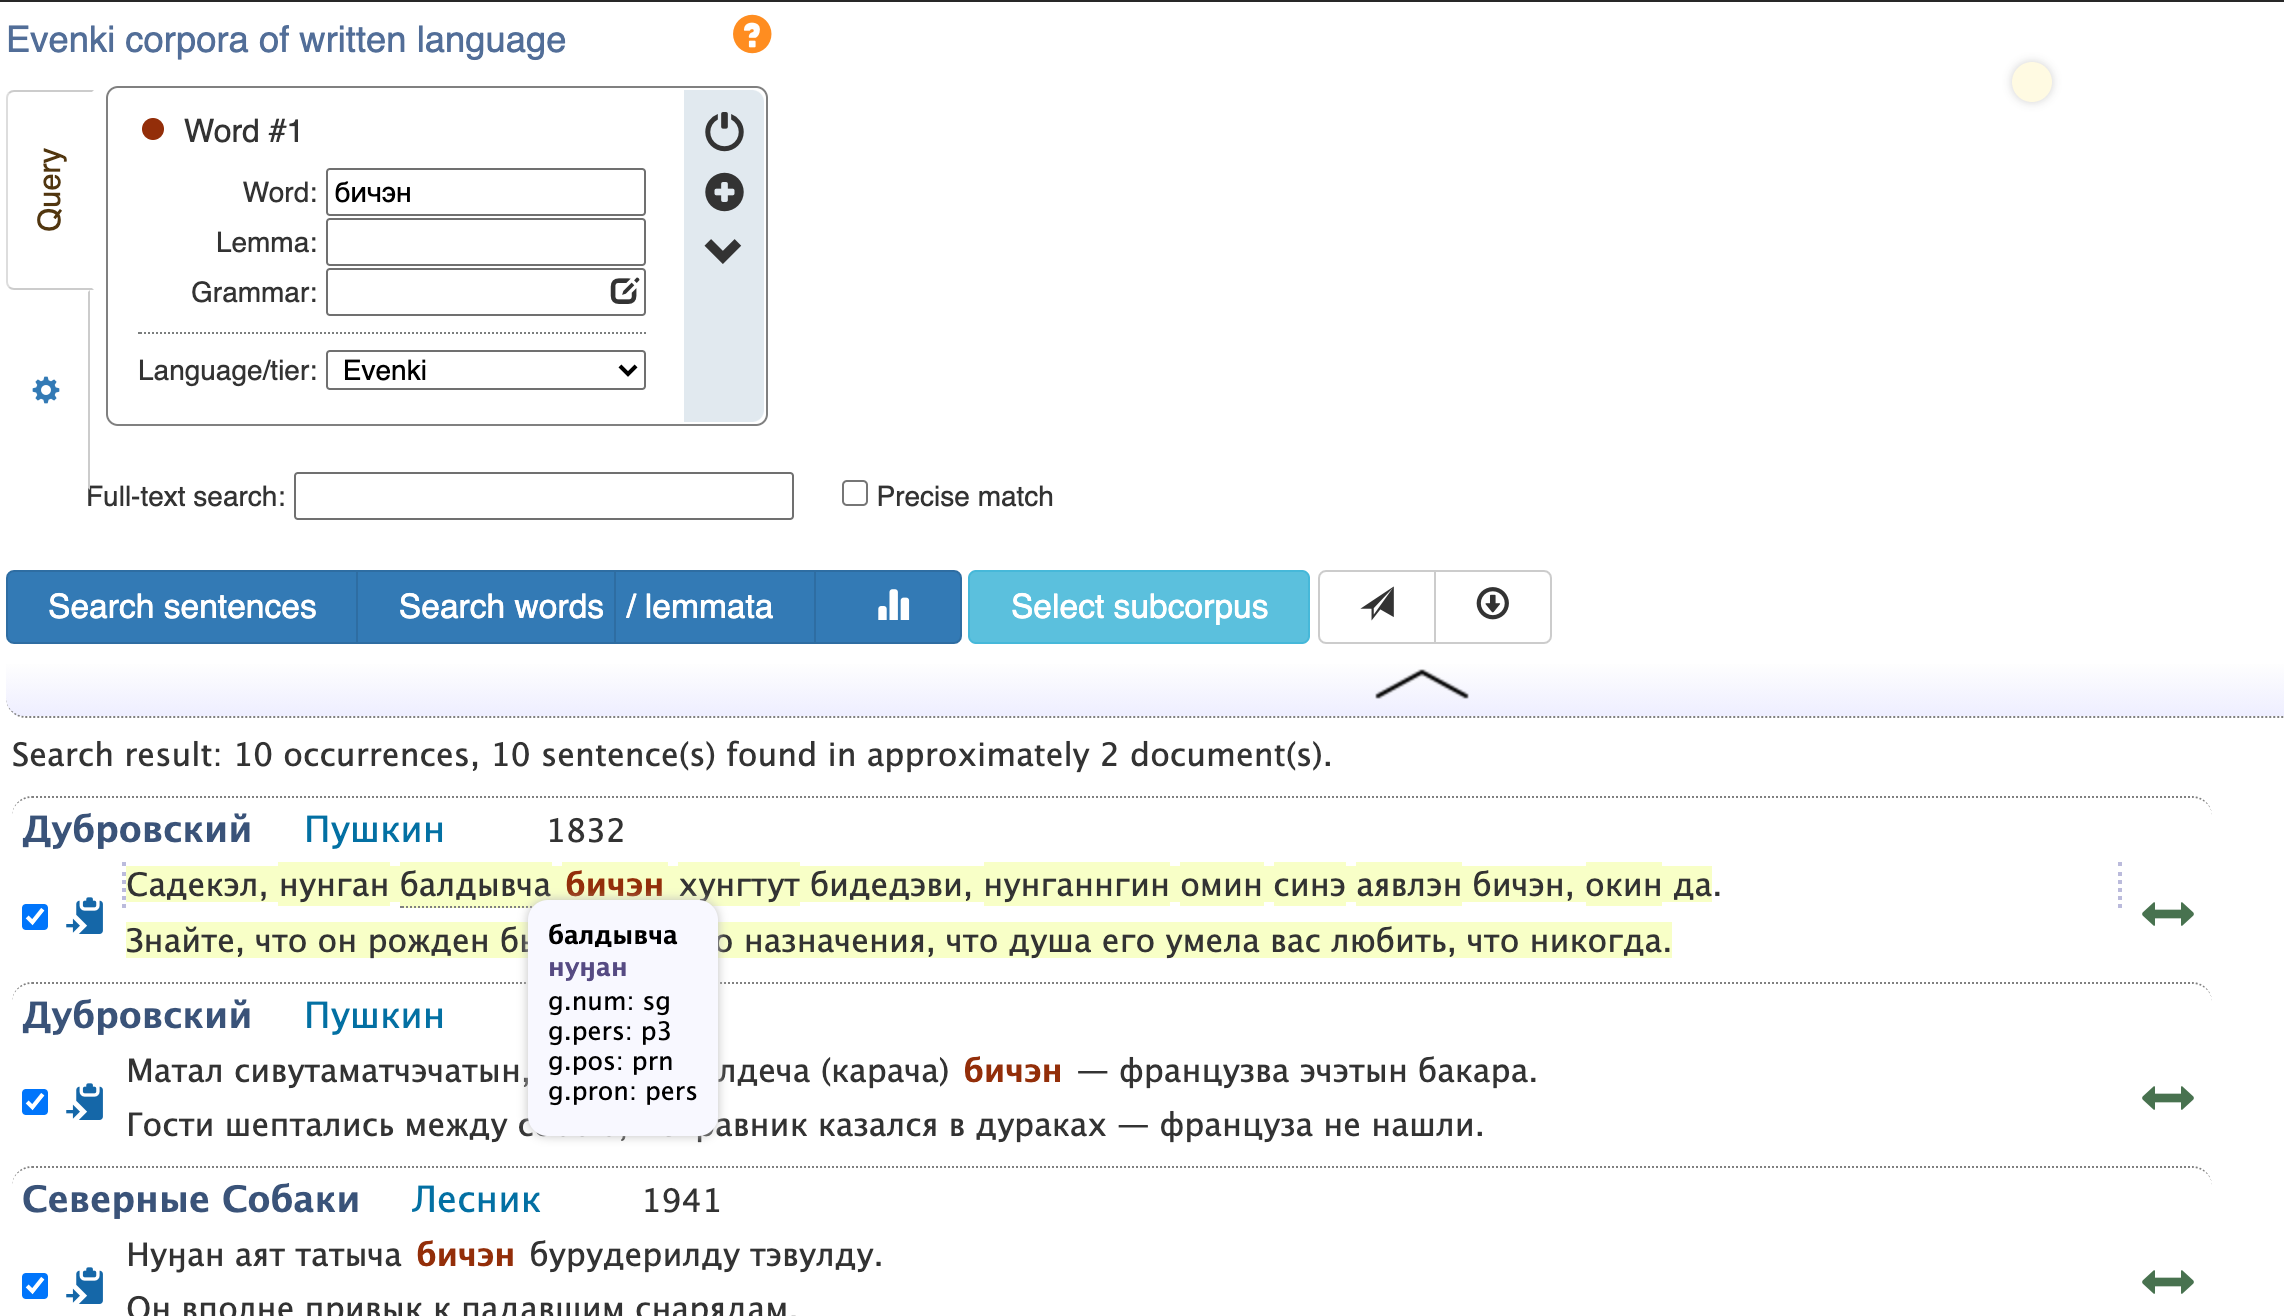 Evenki corpora of written language
?
Query
Word #1
Word: бичэн
Lemma:
Grammar:
Language/tier: Evenki
Full-text search:
Precise match
Search sentences Search words / lemmata Select subcorpus
Search result: 10 occurrences, 10 sentence(s) found in approximately 2 document(s).
Дубровский Пушкин 1832
Садекэл, нунган балдывча бичэн хунгтут бидедэви, нунганнгин омин синэ аявлэн бичэн, окин да.
Знайте, что он рожден назначения, что душа его умела вас любить, что никогда.
балдывча
нуӈан
g.num: sg
g.pers: p3
g.pos: prn
g.pron: pers
Дубровский Пушкин
Матал сивутаматчэчатын, (карача) бичэн — французва эчэтын бакара.
Гости шептались между казался в дураках — француза не нашли.
Северные Собаки Лесник 1941
Нуӈан аят татыча бичэн бурудерилду тэвулду.
Он вполне привык к падавшим снарядам.